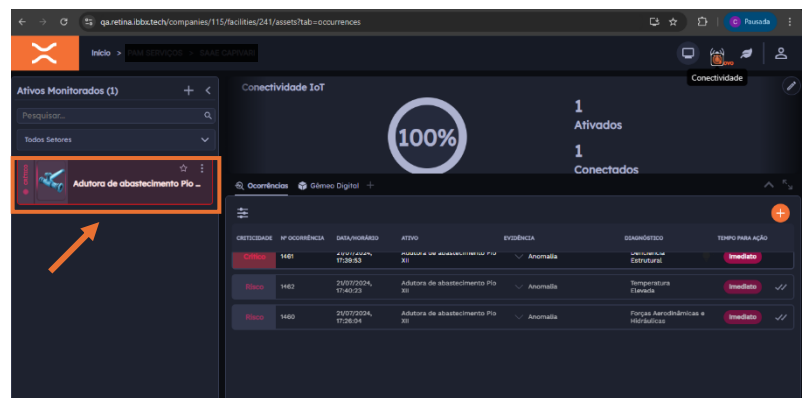 qa.retina.ibbx.tech/companies/115/facilities/241/assets?tab=occurrences
Pausada
Início >
Conectividade
Ativos Monitorados (1)
Pesquisar...
Todos Setores
Adutora de abastecimento Pio ...
Conectividade IoT
100%
1
Ativados
1
Conectados
Ocorrências Gêmeo Digital
CRITICIDADE Nº OCORRÊNCIA DATA/HORÁRIO ATIVO EVIDÊNCIA DIAGNÓSTICO TEMPO PARA AÇÃO
Crítico 1461 21/07/2024, 17:39:53 Adutora de abastecimento Pio XII Anomalia Deficiência Estrutural Imediato
Risco 1462 21/07/2024, 17:40:23 Adutora de abastecimento Pio XII Anomalia Temperatura Elevada Imediato
Risco 1460 21/07/2024, 17:26:04 Adutora de abastecimento Pio XII Anomalia Forças Aerodinâmicas e Hidráulicas Imediato